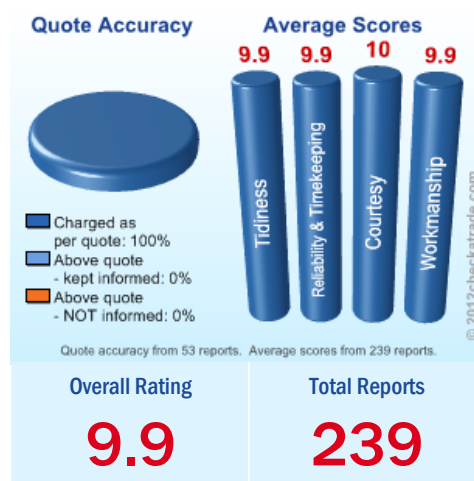 Quote Accuracy
Average Scores
9.9
9.9
10
9.9
Tidiness
Reliability & Timekeeping
Courtesy
Workmanship
Charged as
per quote: 100%
Above quote
- kept informed: 0%
Above quote
- NOT informed: 0%
© 2012checkatrade.com
Quote accuracy from 53 reports. Average scores from 239 reports.
Overall Rating
Total Reports
9.9
239